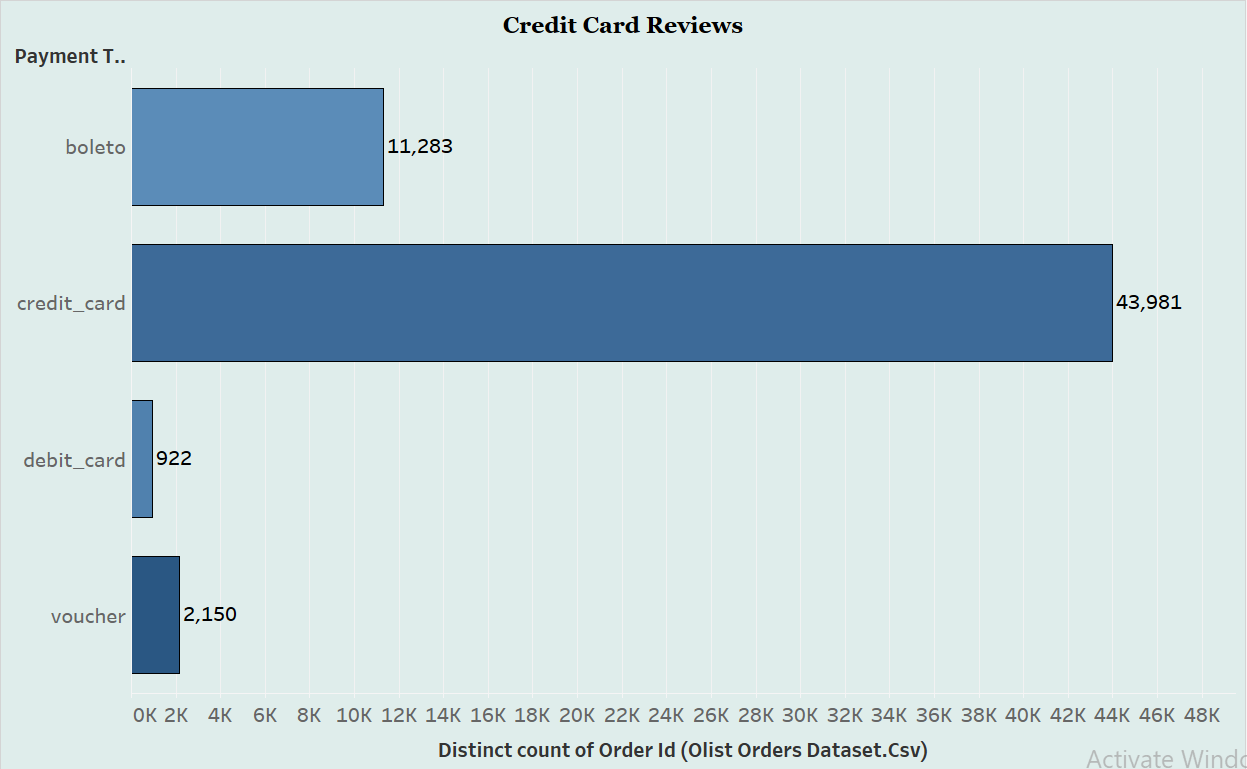 Credit Card Reviews
Payment T..
boleto
11,283
credit_card
43,981
debit_card
922
voucher
2,150
0K 2K 4K 6K 8K 10K 12K 14K 16K 18K 20K 22K 24K 26K 28K 30K 32K 34K 36K 38K 40K 42K 44K 46K 48K
Distinct count of Order Id (Olist Orders Dataset.Csv)
Activate Windo